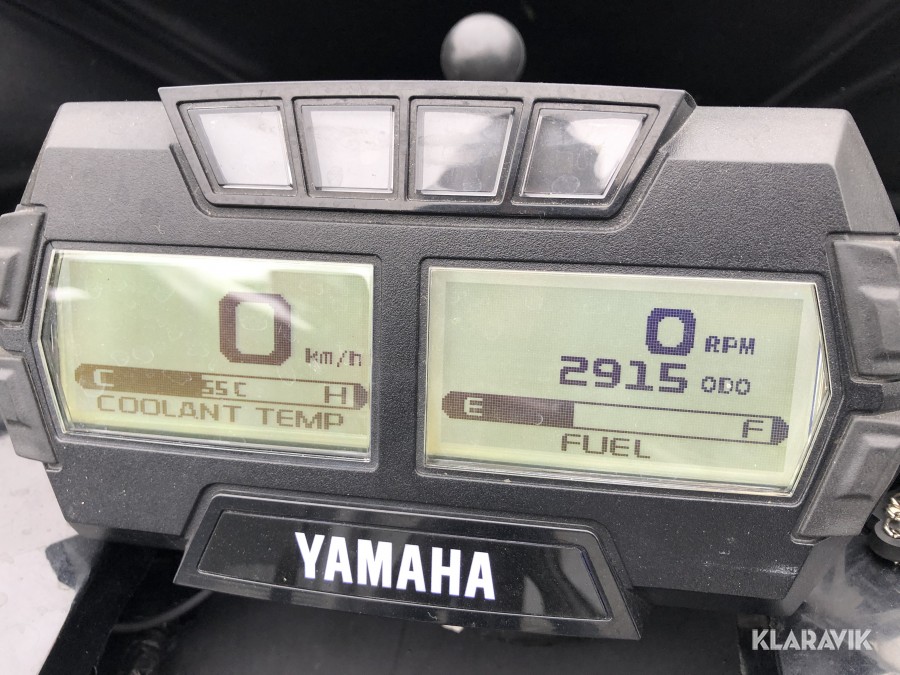 0 km/h
C 55C H
COOLANT TEMP
0 RPM
2915 ODO
E F
FUEL
YAMAHA
KLARAVIK